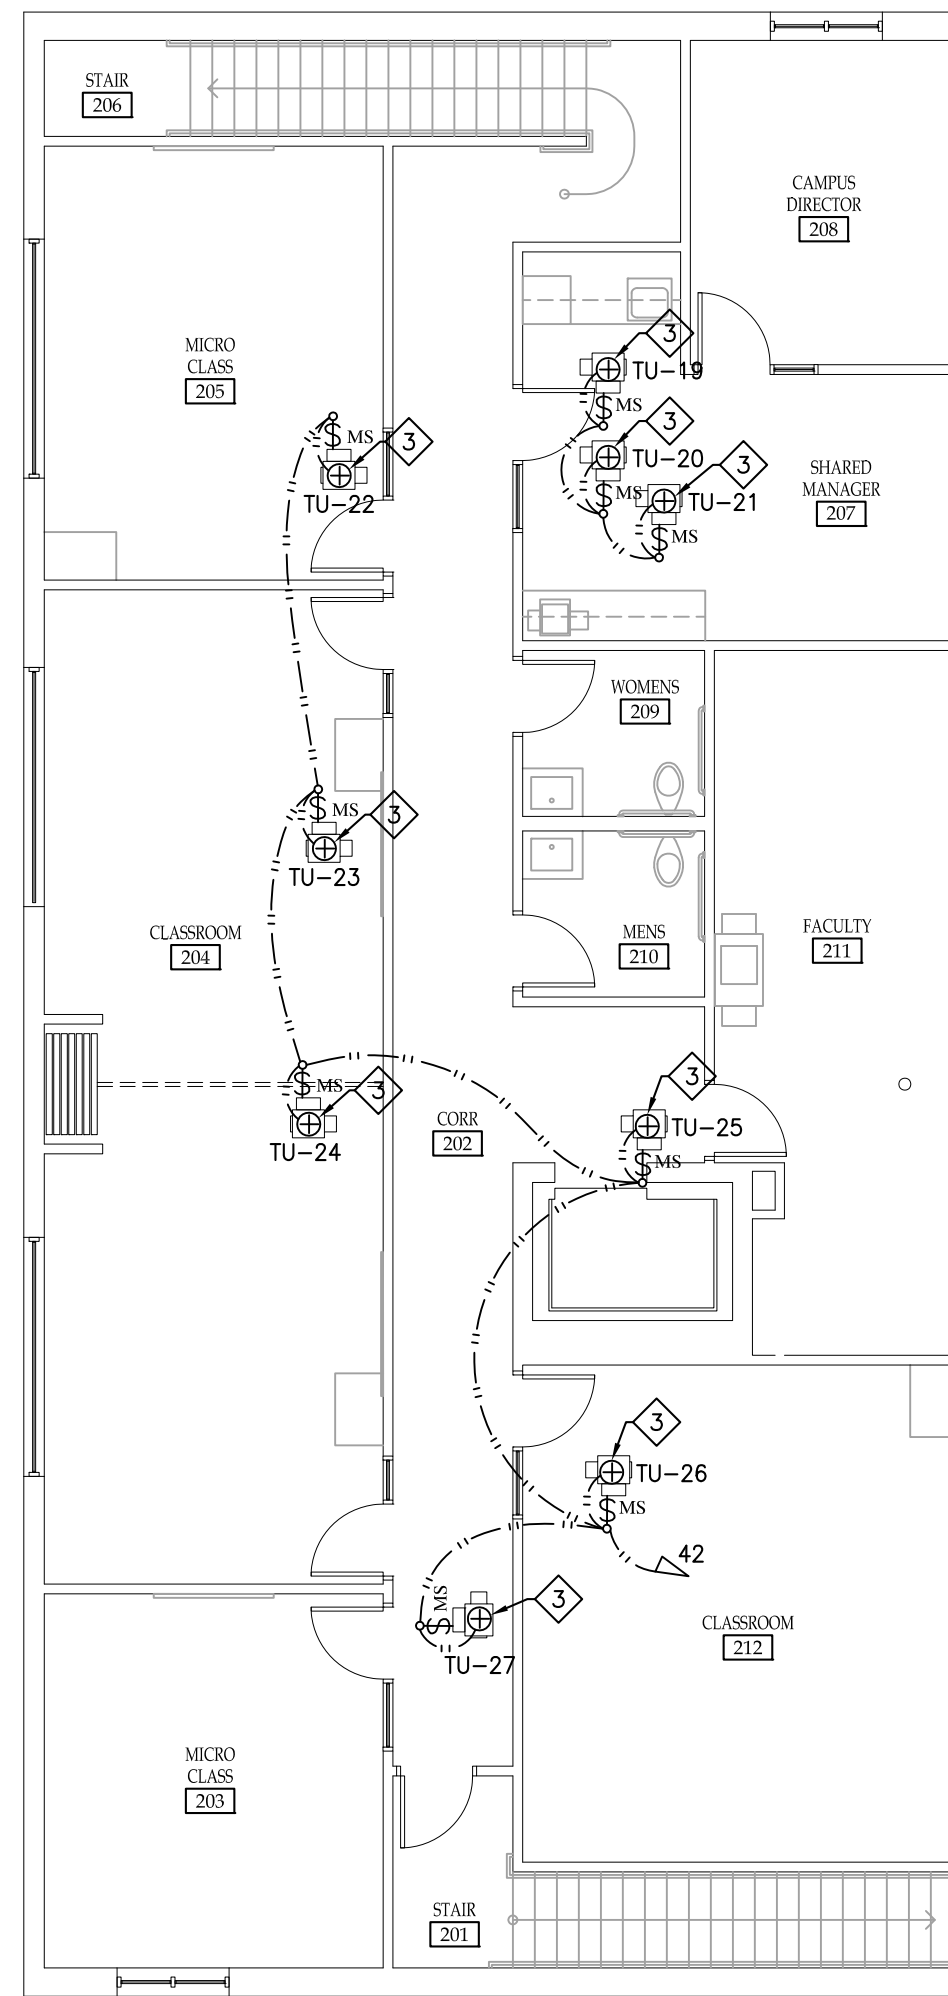 STAIR
206
CAMPUS
DIRECTOR
208
MICRO
CLASS
205
3
TU-19
MS
3
TU-20
MS
3
TU-21
MS
SHARED
MANAGER
207
MS
3
TU-22
WOMENS
209
MS
3
TU-23
CLASSROOM
204
MENS
210
FACULTY
211
MS
3
TU-24
CORR
202
3
TU-25
MS
3
TU-26
MS
42
MS
3
TU-27
CLASSROOM
212
MICRO
CLASS
203
STAIR
201